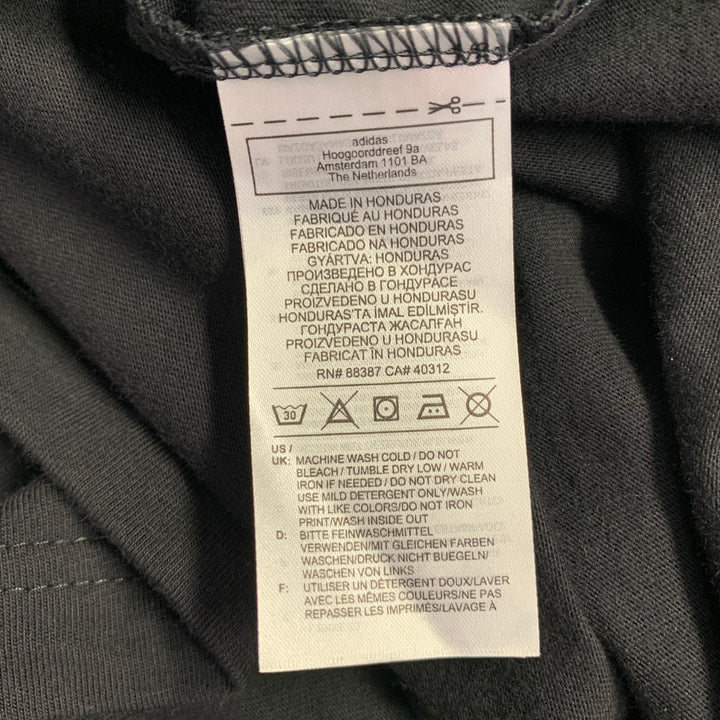 adidas
Hoogoorddreef 9a
Amsterdam 1101 BA
The Netherlands
MADE IN HONDURAS
FABRIQUÉ AU HONDURAS
FABRICADO EN HONDURAS
FABRICADO NA HONDURAS
GYÁRTVA: HONDURAS
ПРОИЗВЕДЕНО В ХОНДУРАС
СДЕЛАНО В ГОНДУРАСЕ
PROIZVEDENO U HONDURASU
HONDURAS'TA IMAL EDİLMİŞTİR.
ГОНДУРАСТА ЖАСАЛҒАН
PROIZVEDENO U HONDURASU
FABRICAT ÎN HONDURAS
RN# 88387 CA# 40312
30
US /
UK: MACHINE WASH COLD / DO NOT
BLEACH / TUMBLE DRY LOW / WARM
IRON IF NEEDED / DO NOT DRY CLEAN
USE MILD DETERGENT ONLY/WASH
WITH LIKE COLORS/DO NOT IRON
PRINT/WASH INSIDE OUT
D: BITTE FEINWASCHMITTEL
VERWENDEN/MIT GLEICHEN FARBEN
WASCHEN/DRUCK NICHT BUEGELN/
WASCHEN VON LINKS
F: UTILISER UN DÉTERGENT DOUX/LAVER
AVEC LES MÊMES COULEURS/NE PAS
REPASSER LES IMPRIMÉS/LAVAGE À